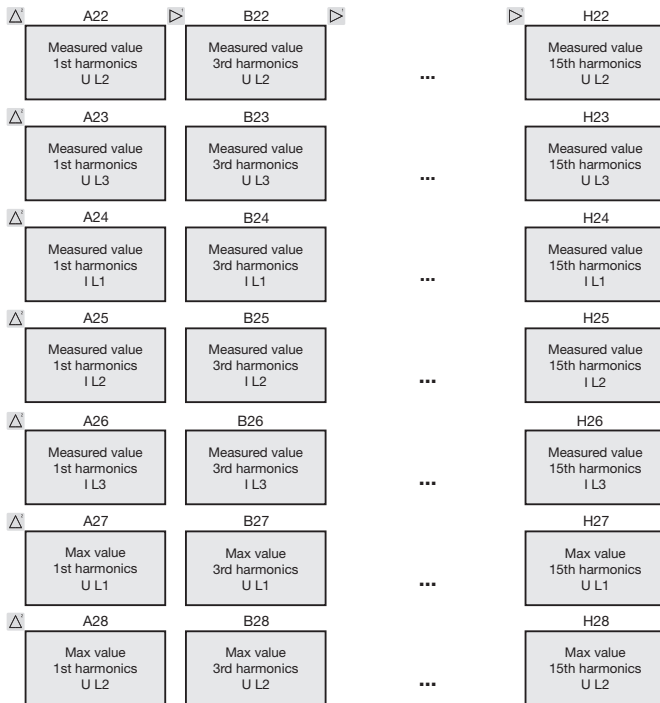 A22 B22 H22
Measured value Measured value Measured value
1st harmonics 3rd harmonics ... 15th harmonics
U L2 U L2 U L2
A23 B23 H23
Measured value Measured value Measured value
1st harmonics 3rd harmonics ... 15th harmonics
U L3 U L3 U L3
A24 B24 H24
Measured value Measured value Measured value
1st harmonics 3rd harmonics ... 15th harmonics
I L1 I L1 I L1
A25 B25 H25
Measured value Measured value Measured value
1st harmonics 3rd harmonics ... 15th harmonics
I L2 I L2 I L2
A26 B26 H26
Measured value Measured value Measured value
1st harmonics 3rd harmonics ... 15th harmonics
I L3 I L3 I L3
A27 B27 H27
Max value Max value Max value
1st harmonics 3rd harmonics ... 15th harmonics
U L1 U L1 U L1
A28 B28 H28
Max value Max value Max value
1st harmonics 3rd harmonics ... 15th harmonics
U L2 U L2 U L2